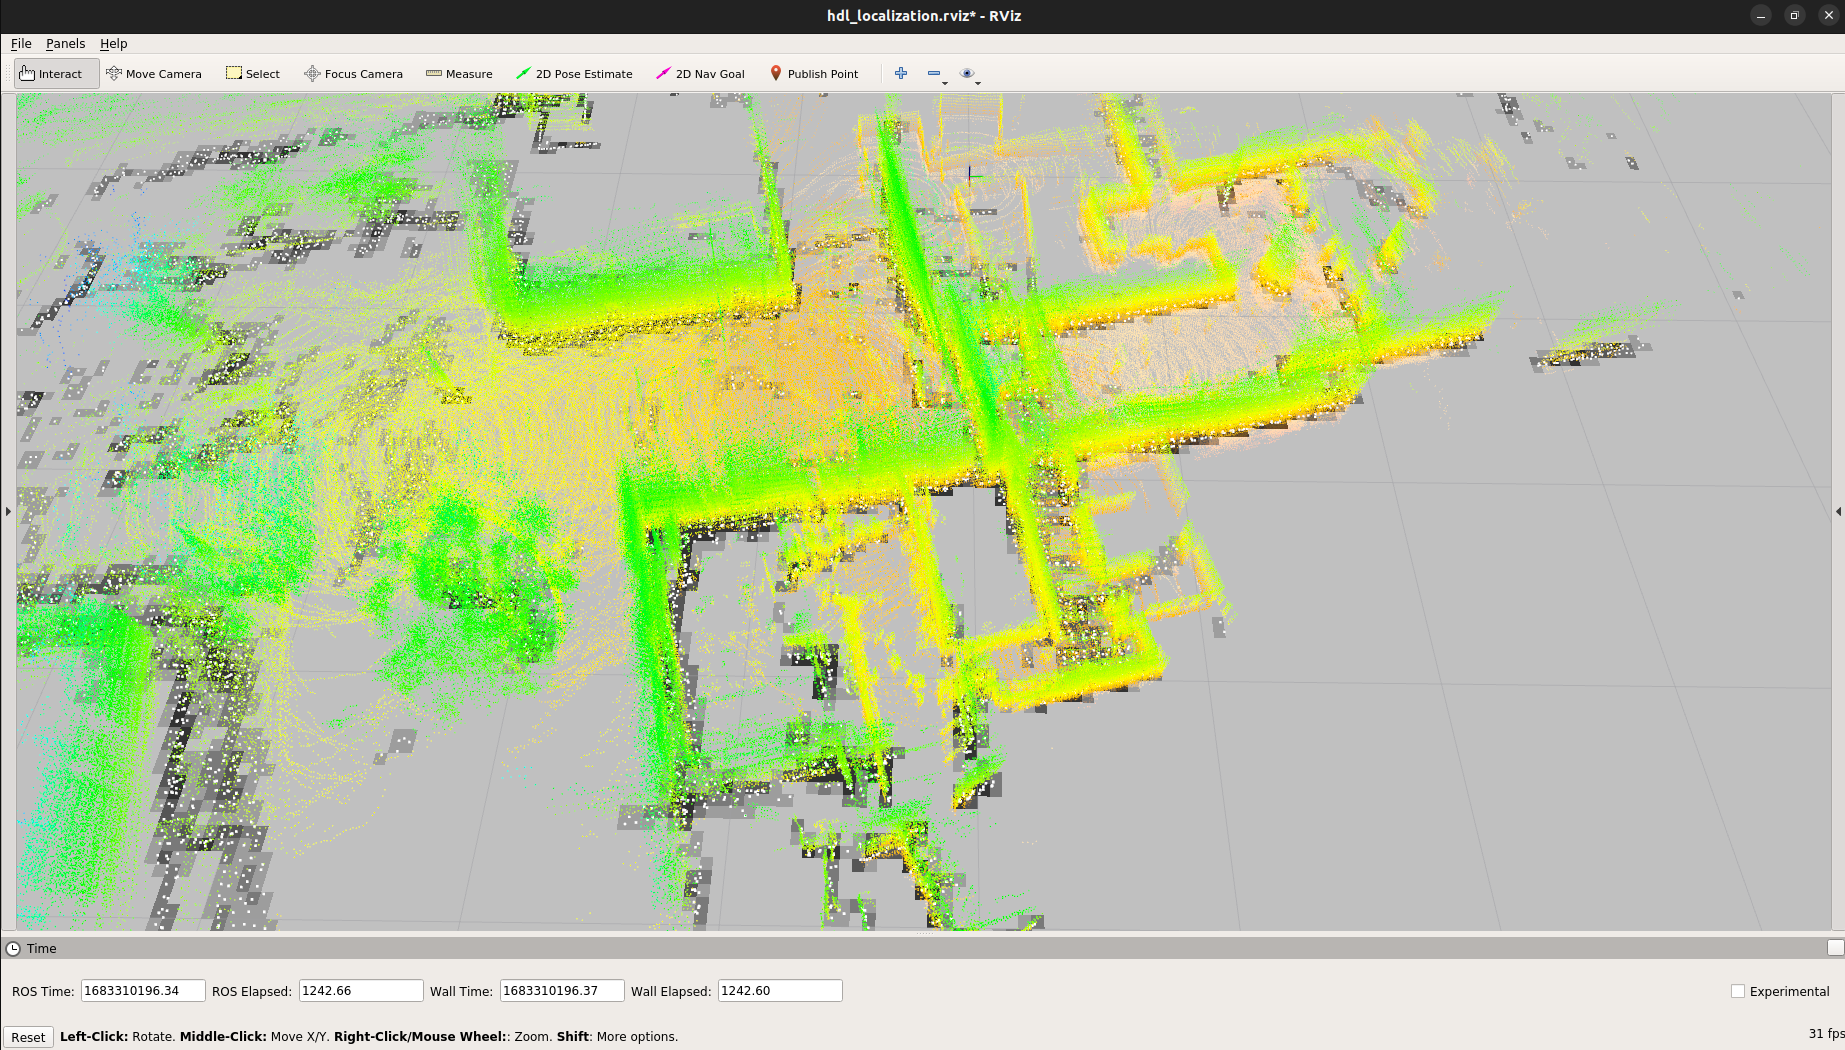 hdl_localization.rviz* - RViz
File Panels Help
Interact Move Camera Select Focus Camera Measure 2D Pose Estimate 2D Nav Goal Publish Point
Time
ROS Time: 1683310196.34 ROS Elapsed: 1242.66 Wall Time: 1683310196.37 Wall Elapsed: 1242.60 Experimental
Reset Left-Click: Rotate. Middle-Click: Move X/Y. Right-Click/Mouse Wheel:: Zoom. Shift: More options. 31 fps